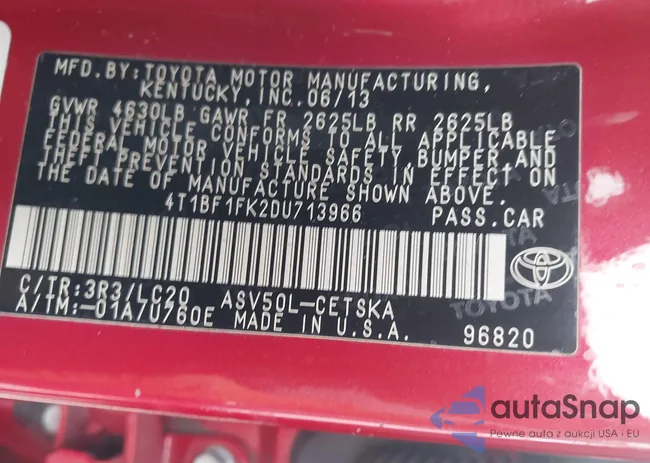 MFD.BY:TOYOTA MOTOR MANUFACTURING,
KENTUCKY,INC.06/13
GVWR 4630LB GAWR FR 2625LB RR 2625LB
THIS VEHICLE CONFORMS TO ALL APPLICABLE
FEDERAL MOTOR VEHICLE SAFETY,BUMPER,AND
THEFT PREVENTION STANDARDS IN EFFECT ON
THE DATE OF MANUFACTURE SHOWN ABOVE.
4T1BF1FK2DU713966 PASS.CAR
TOYOTA
C/TR:3R3/LC20 ASV50L-CETSKA
A/TM:-01A/U760E MADE IN U.S.A. 96820
autaSnap
Pewne auta z aukcji USA i EU